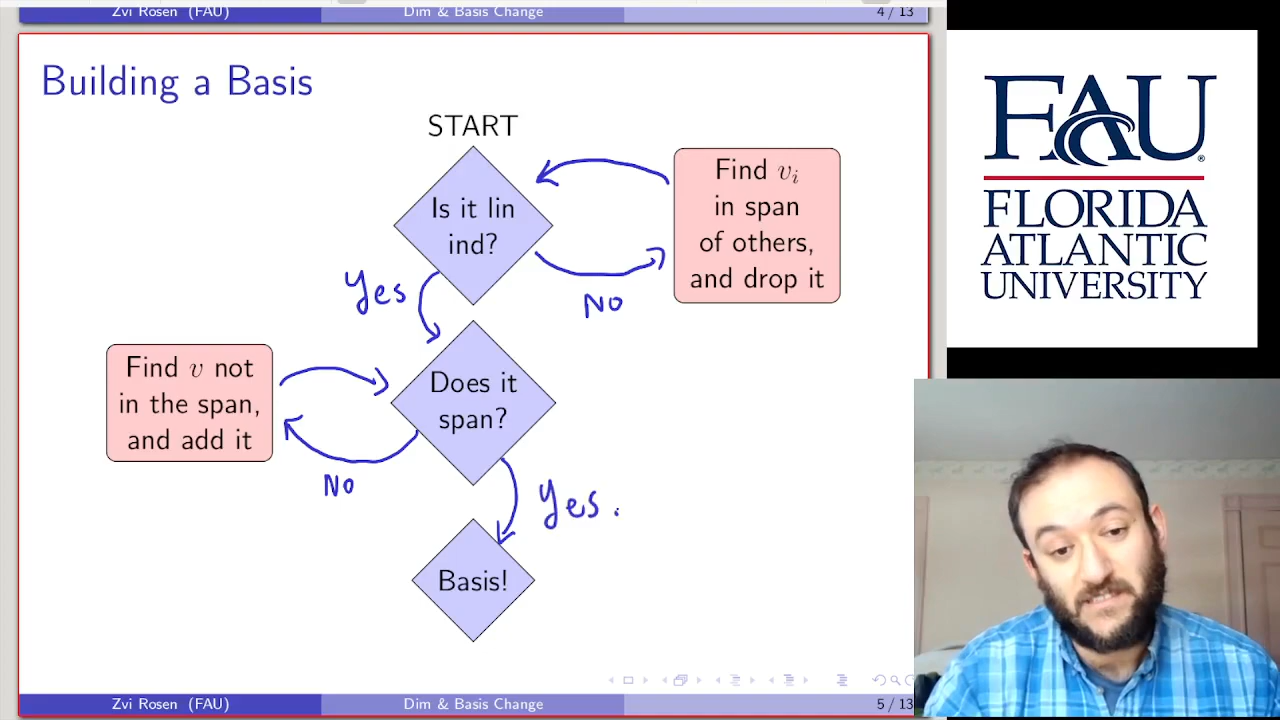 Zvi Rosen (FAU) Dim & Basis Change 4 / 13
Building a Basis
START
Is it lin
ind?
Find vᵢ
in span
of others,
and drop it
Yes
NO
Does it
span?
Find v not
in the span,
and add it
NO
Yes.
Basis!
Zvi Rosen (FAU) Dim & Basis Change 5 / 13
FAU
FLORIDA
ATLANTIC
UNIVERSITY